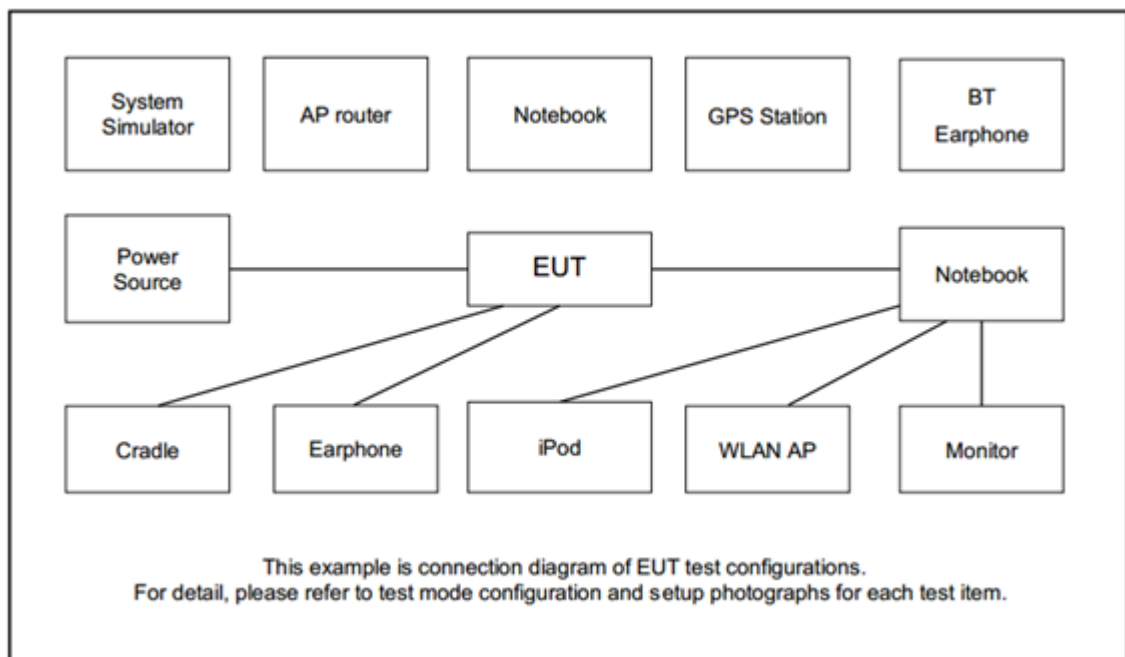 System
Simulator
AP router
Notebook
GPS Station
BT
Earphone
Power
Source
EUT
Notebook
Cradle
Earphone
iPod
WLAN AP
Monitor
This example is connection diagram of EUT test configurations.
For detail, please refer to test mode configuration and setup photographs for each test item.